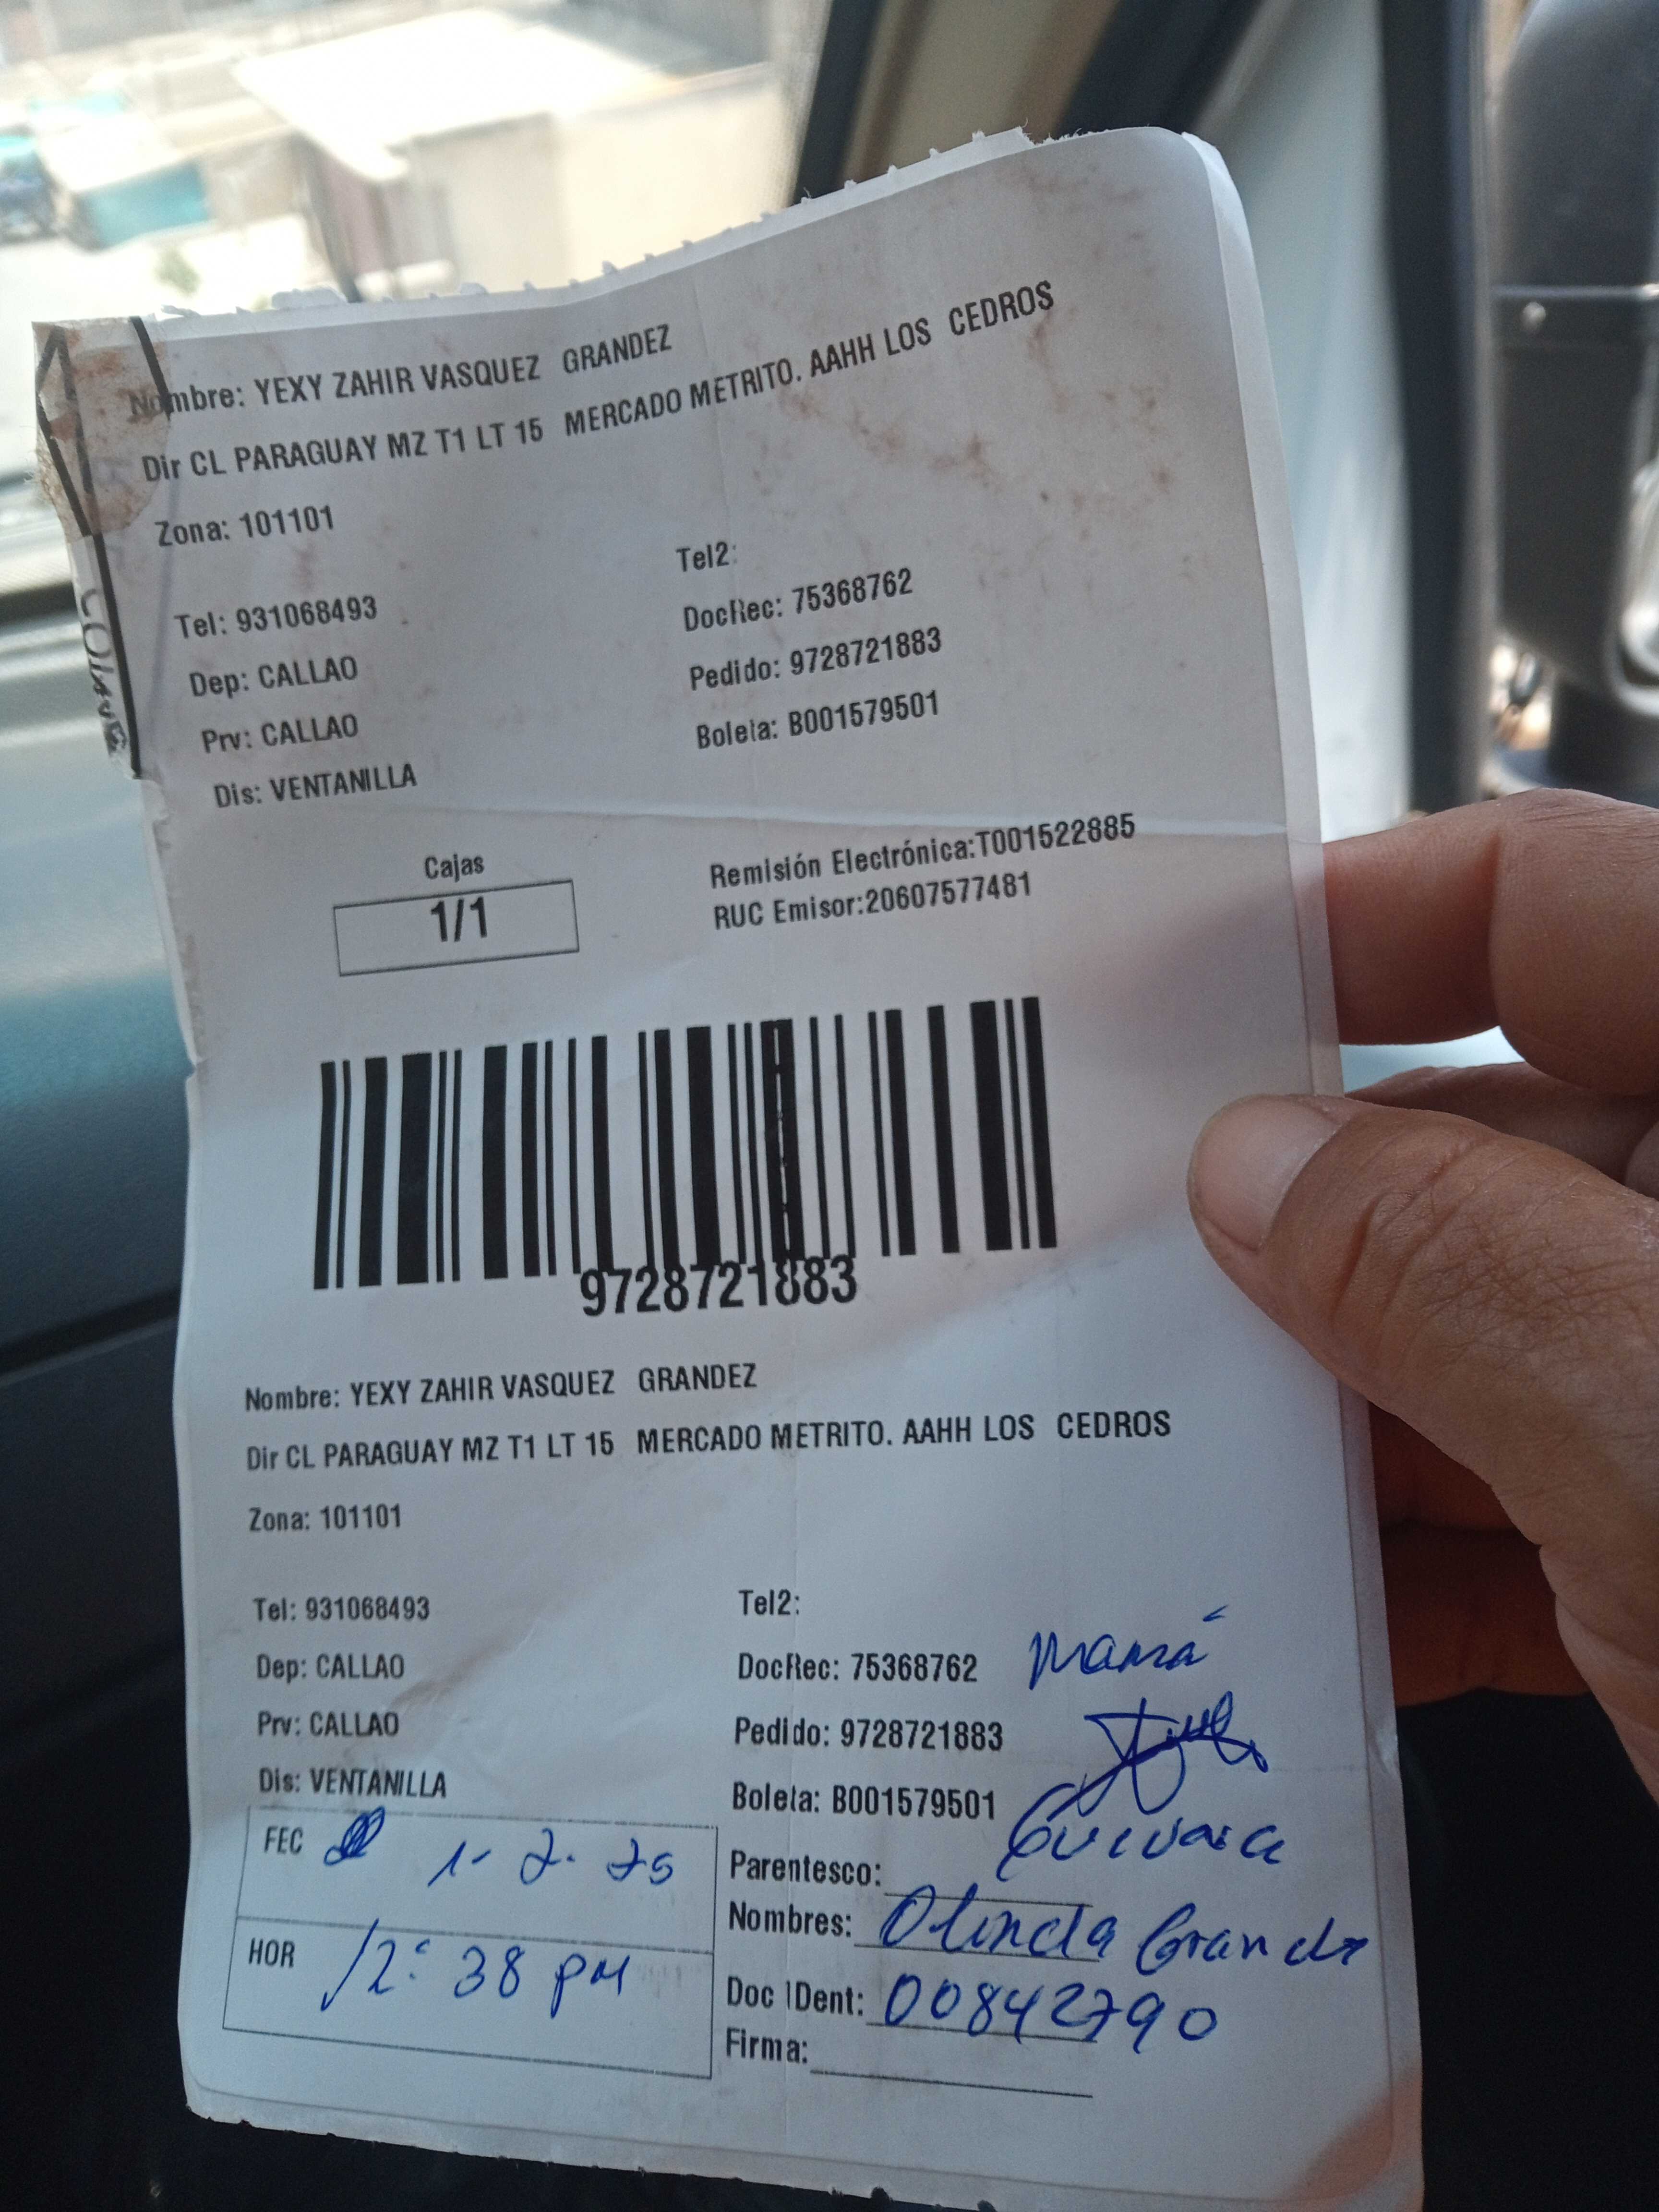 Nombre: YEXY ZAHIR VASQUEZ GRANDEZ
Dir CL PARAGUAY MZ T1 LT 15 MERCADO METRITO. AAHH LOS CEDROS
Zona: 101101
Tel2:
Tel: 931068493
DocRec: 75368762
Dep: CALLAO
Pedido: 9728721883
Prv: CALLAO
Boleta: B001579501
Dis: VENTANILLA
Cajas
1/1
Remisión Electrónica:T001522885
RUC Emisor:20607577481
9728721883
Nombre: YEXY ZAHIR VASQUEZ GRANDEZ
Dir CL PARAGUAY MZ T1 LT 15 MERCADO METRITO. AAHH LOS CEDROS
Zona: 101101
Tel: 931068493
Tel2:
Dep: CALLAO
DocRec: 75368762 Mamá
Prv: CALLAO
Pedido: 9728721883
Dis: VENTANILLA
Boleta: B001579501
FEC 1- 2- 25
Parentesco:
Nombres: Olinda
HOR 12: 38 pM
Doc IDent: 00842790
Firma: